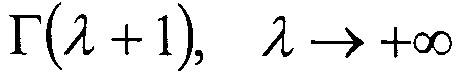 Γ(λ + 1),  λ → +∞